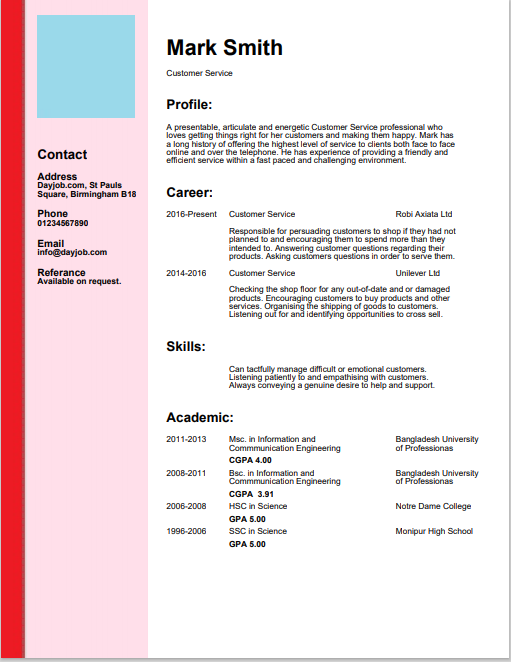 Mark Smith
Customer Service
Contact
Address
Dayjob.com, St Pauls
Square, Birmingham B18
Phone
01234567890
Email
info@dayjob.com
Referance
Available on request.
Profile:
A presentable, articulate and energetic Customer Service professional who
loves getting things right for her customers and making them happy. Mark has
a long history of offering the highest level of service to clients both face to face
online and over the telephone. He has experience of providing a friendly and
efficient service within a fast paced and challenging environment.
Career:
2016-Present Customer Service Robi Axiata Ltd
Responsible for persuading customers to shop if they had not
planned to and encouraging them to spend more than they
intended to. Answering customer questions regarding their
products. Asking customers questions in order to serve them.
2014-2016 Customer Service Unilever Ltd
Checking the shop floor for any out-of-date and or damaged
products. Encouraging customers to buy products and other
services. Organising the shipping of goods to customers.
Listening out for and identifying opportunities to cross sell.
Skills:
Can tactfully manage difficult or emotional customers.
Listening patiently to and empathising with customers.
Always conveying a genuine desire to help and support.
Academic:
2011-2013 Msc. in Information and Bangladesh University
Commmunication Engineering of Professionas
CGPA 4.00
2008-2011 Bsc. in Information and Bangladesh University
Commmunication Engineering of Professionas
CGPA 3.91
2006-2008 HSC in Science Notre Dame College
GPA 5.00
1996-2006 SSC in Science Monipur High School
GPA 5.00